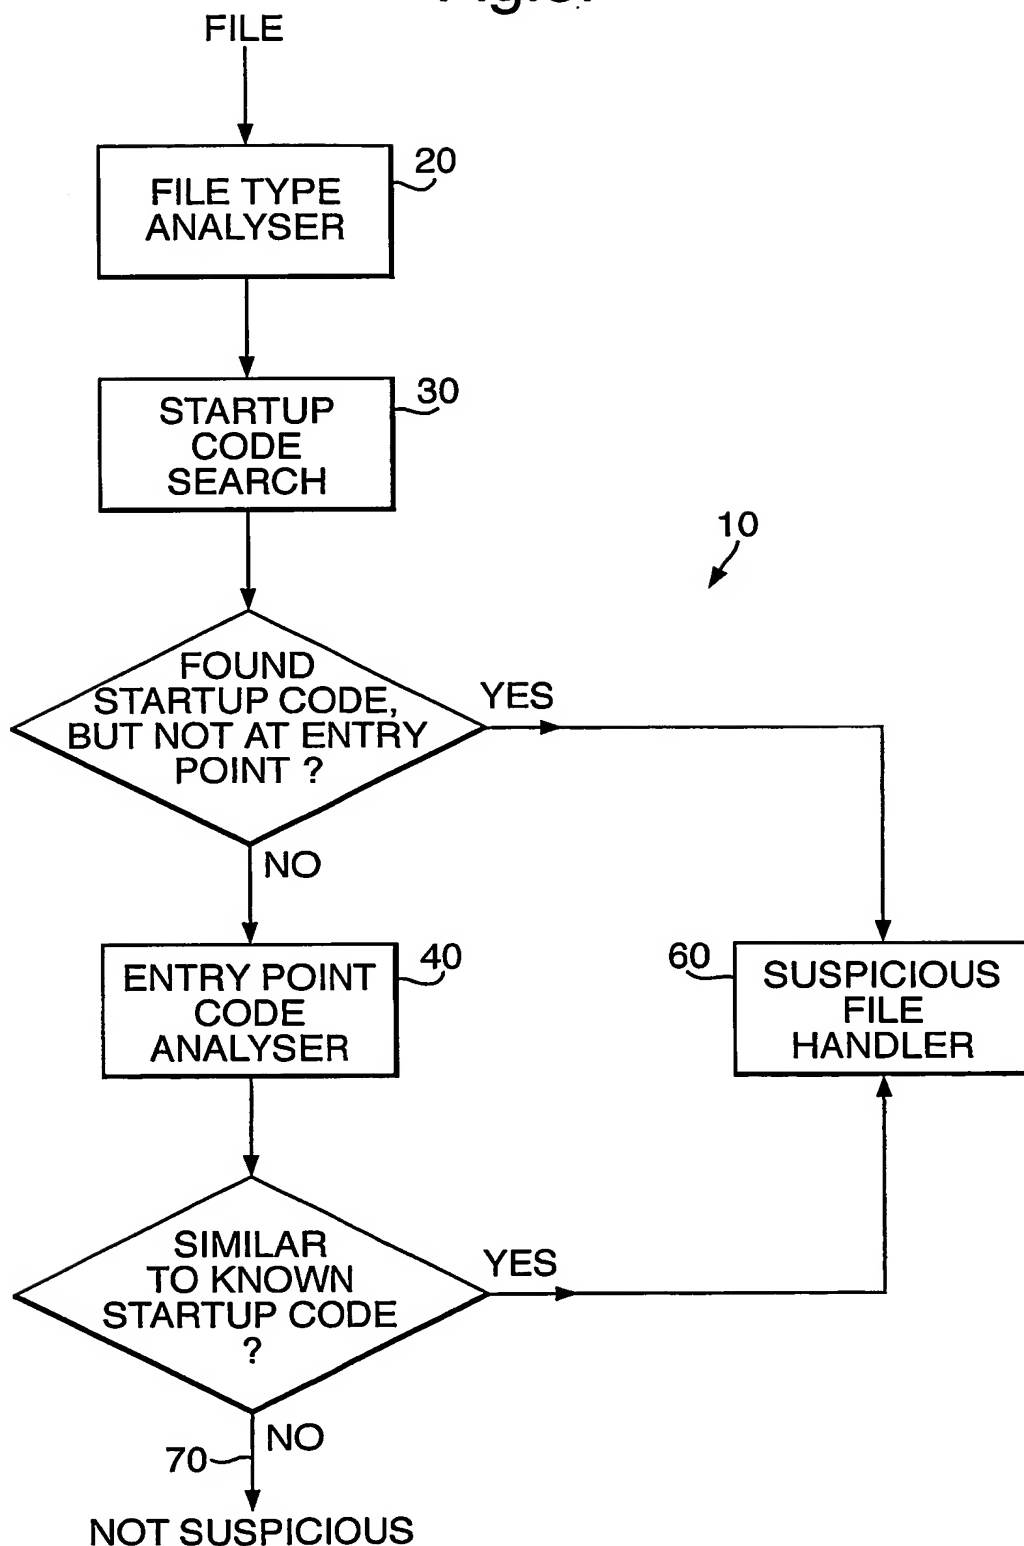 FILE
FILE TYPE
ANALYSER
20
STARTUP
CODE
SEARCH
30
10
FOUND
STARTUP CODE,
BUT NOT AT ENTRY
POINT ?
YES
NO
ENTRY POINT
CODE
ANALYSER
40
60
SUSPICIOUS
FILE
HANDLER
SIMILAR
TO KNOWN
STARTUP CODE
?
YES
NO
70
NOT SUSPICIOUS